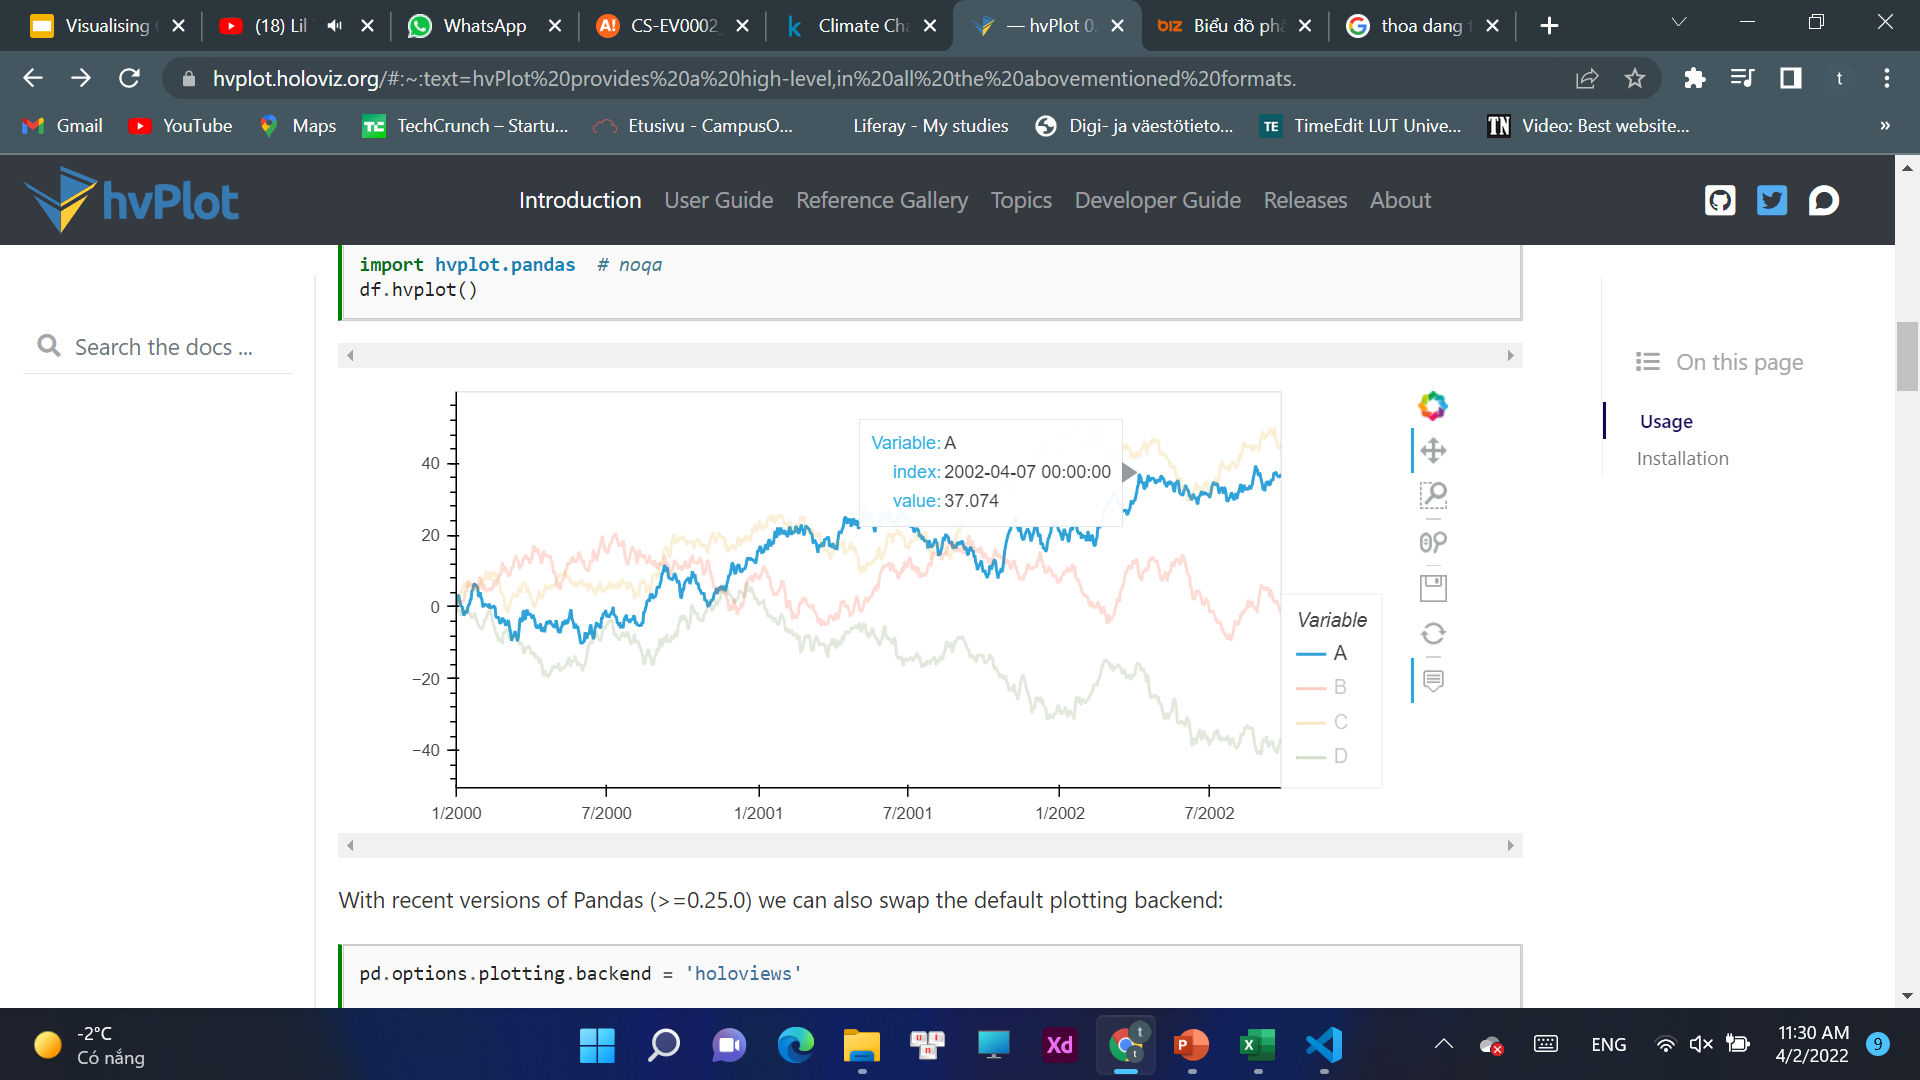 Visualising
(18) Lil
WhatsApp
CS-EV0002
Climate Cha
— hvPlot 0.
Biểu đồ phâ
thoa dang t
hvplot.holoviz.org/#:~:text=hvPlot%20provides%20a%20high-level,in%20all%20the%20abovementioned%20formats.
t
Gmail
YouTube
Maps
TechCrunch – Startu...
Etusivu - CampusO...
Liferay - My studies
Digi- ja väestötieto...
TimeEdit LUT Unive...
Video: Best website...
hvPlot
Introduction
User Guide
Reference Gallery
Topics
Developer Guide
Releases
About
import hvplot.pandas # noqa
df.hvplot()
Search the docs ...
On this page
Usage
Installation
Variable: A
index: 2002-04-07 00:00:00
value: 37.074
40
20
0
−20
−40
1/2000
7/2000
1/2001
7/2001
1/2002
7/2002
Variable
A
B
C
D
With recent versions of Pandas (>=0.25.0) we can also swap the default plotting backend:
pd.options.plotting.backend = 'holoviews'
-2°C
Có nắng
ENG
11:30 AM
4/2/2022
9